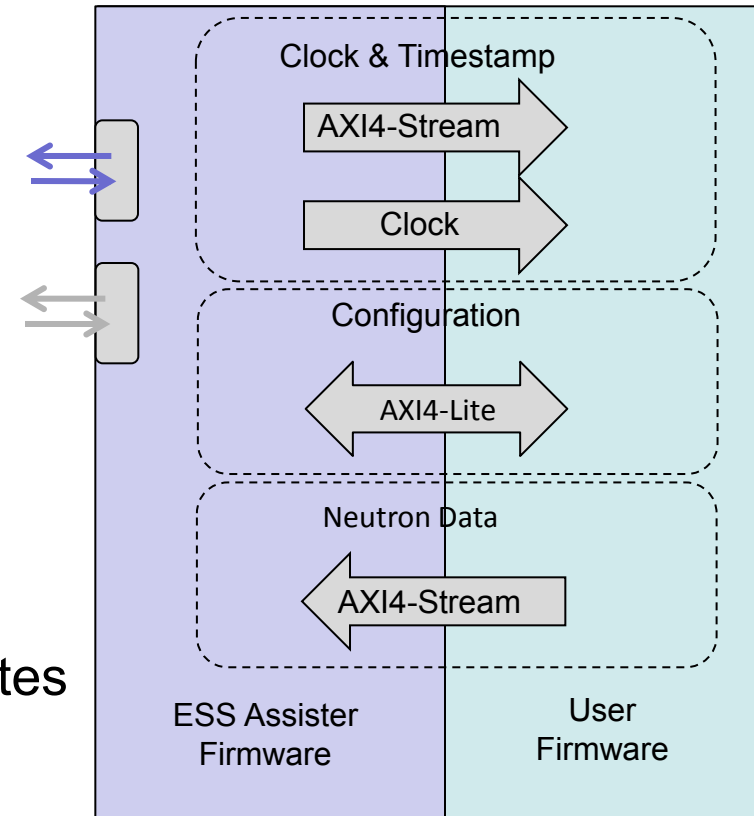 Clock & Timestamp
AXI4-Stream
Clock
Configuration
AXI4-Lite
Neutron Data
AXI4-Stream
tes
ESS Assister
Firmware
User
Firmware